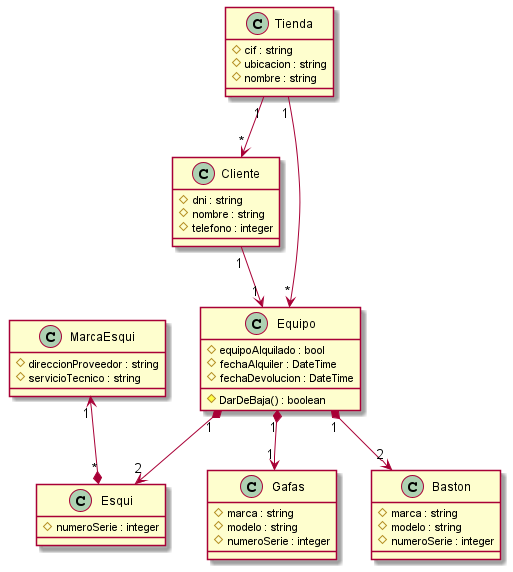 C Tienda
cif : string
ubicacion : string
nombre : string
1
1
*
C Cliente
dni : string
nombre : string
telefono : integer
1
1
*
C MarcaEsqui
direccionProveedor : string
servicioTecnico : string
C Equipo
equipoAlquilado : bool
fechaAlquiler : DateTime
fechaDevolucion : DateTime
DarDeBaja() : boolean
1
1
1
1
*
2
1
2
C Esqui
numeroSerie : integer
C Gafas
marca : string
modelo : string
numeroSerie : integer
C Baston
marca : string
modelo : string
numeroSerie : integer